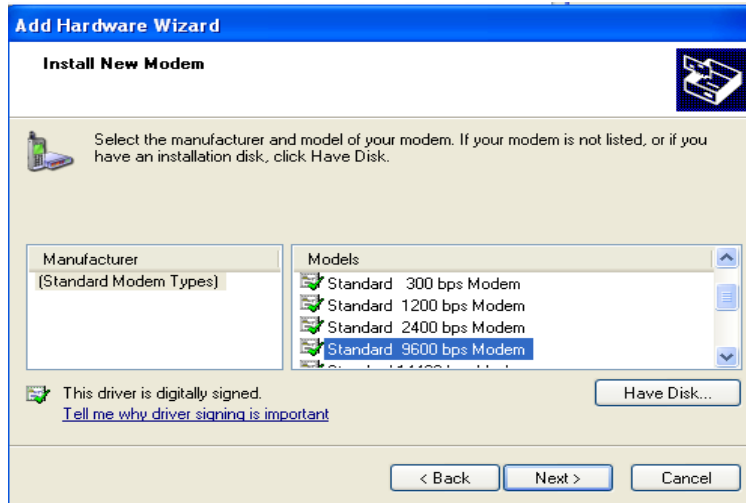 Add Hardware Wizard
Install New Modem
Select the manufacturer and model of your modem. If your modem is not listed, or if you
have an installation disk, click Have Disk.
Manufacturer
(Standard Modem Types)
Models
Standard 300 bps Modem
Standard 1200 bps Modem
Standard 2400 bps Modem
Standard 9600 bps Modem
This driver is digitally signed.
Tell me why driver signing is important
Have Disk...
< Back
Next >
Cancel